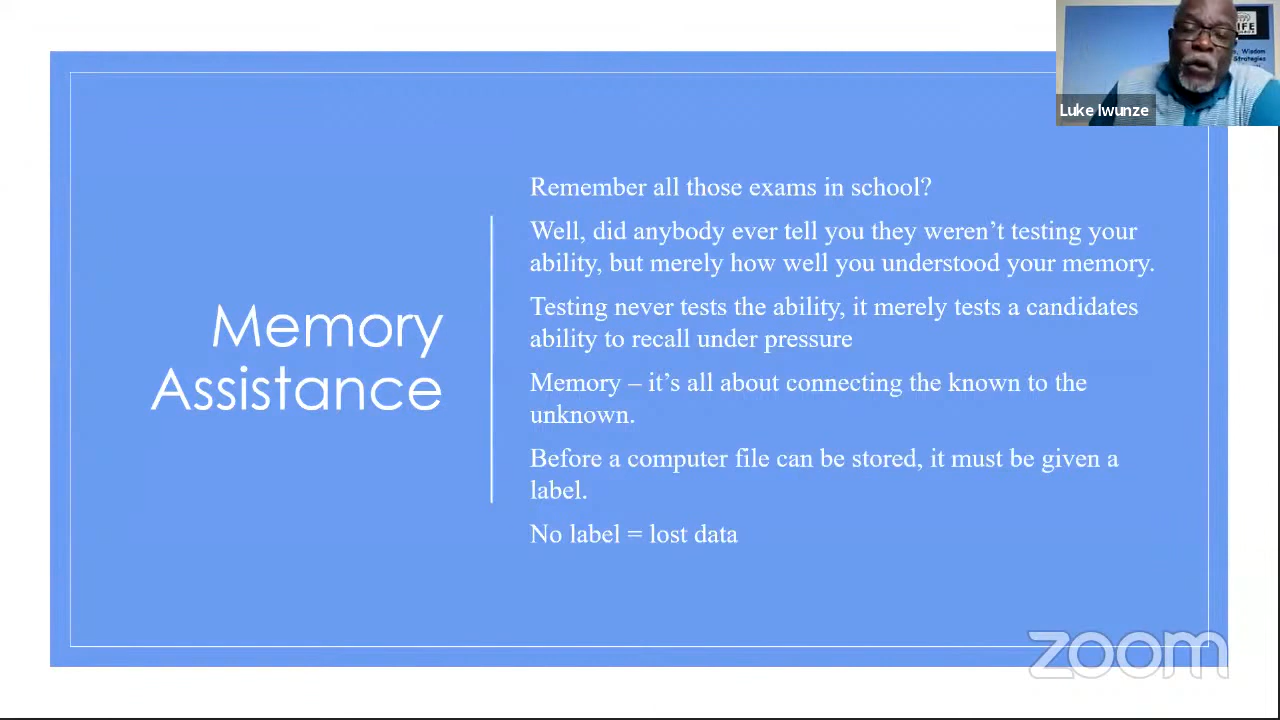 IFE
s, Wisdom
Strategies
Luke Iwunze
Remember all those exams in school?
Well, did anybody ever tell you they weren't testing your
ability, but merely how well you understood your memory.
Testing never tests the ability, it merely tests a candidates
ability to recall under pressure
Memory – it's all about connecting the known to the
unknown.
Before a computer file can be stored, it must be given a
label.
No label = lost data
Memory
Assistance
zoom